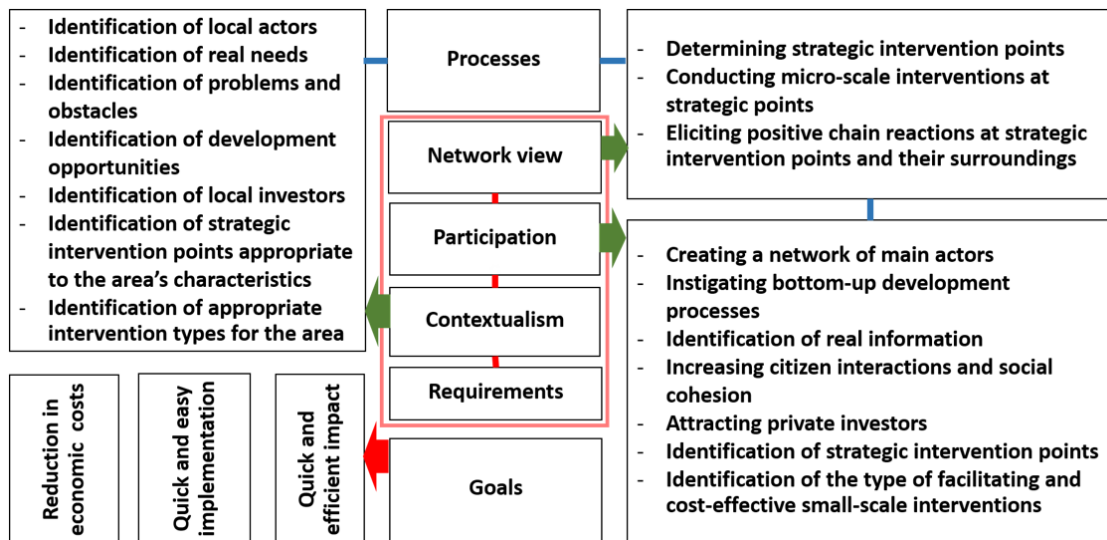 - Identification of local actors
- Identification of real needs
- Identification of problems and
obstacles
- Identification of development
opportunities
- Identification of local investors
- Identification of strategic
intervention points appropriate
to the area's characteristics
- Identification of appropriate
intervention types for the area
Processes
Network view
Participation
Contextualism
Requirements
Goals
- Determining strategic intervention points
- Conducting micro-scale interventions at
strategic points
- Eliciting positive chain reactions at strategic
intervention points and their surroundings
- Creating a network of main actors
- Instigating bottom-up development
processes
- Identification of real information
- Increasing citizen interactions and social
cohesion
- Attracting private investors
- Identification of strategic intervention points
- Identification of the type of facilitating and
cost-effective small-scale interventions
Reduction in
economic costs
Quick and easy
implementation
Quick and
efficient impact